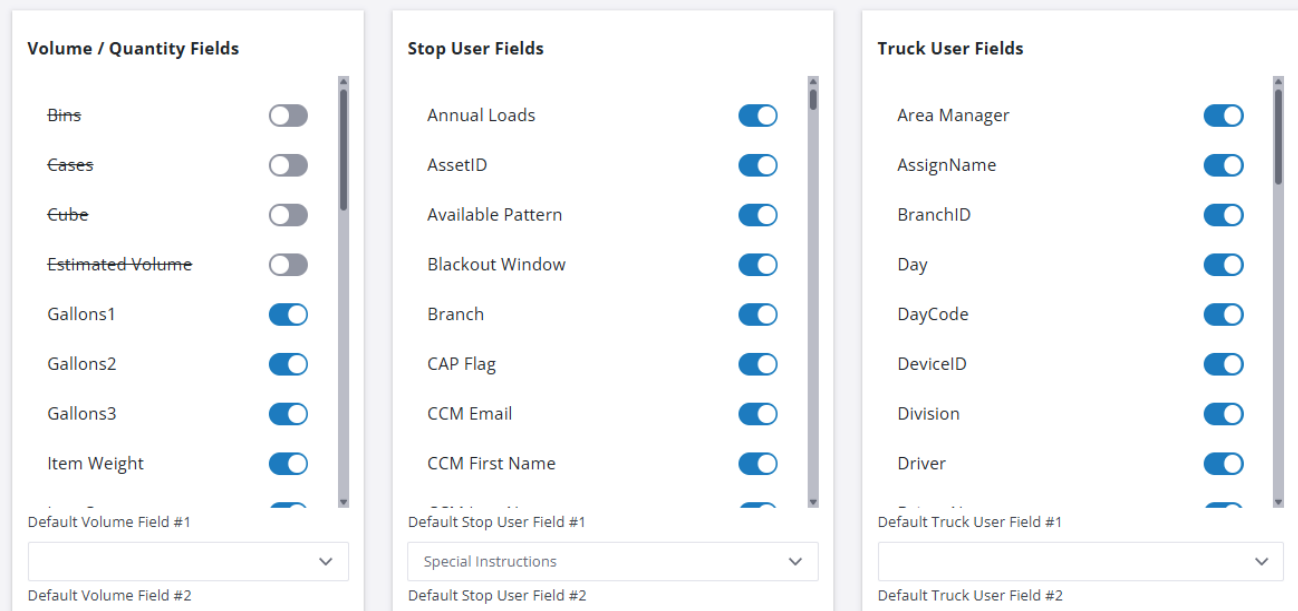 Volume / Quantity Fields
Bins
Cases
Cube
Estimated Volume
Gallons1
Gallons2
Gallons3
Item Weight
Default Volume Field #1
Default Volume Field #2
Stop User Fields
Annual Loads
AssetID
Available Pattern
Blackout Window
Branch
CAP Flag
CCM Email
CCM First Name
Default Stop User Field #1
Special Instructions
Default Stop User Field #2
Truck User Fields
Area Manager
AssignName
BranchID
Day
DayCode
DeviceID
Division
Driver
Default Truck User Field #1
Default Truck User Field #2